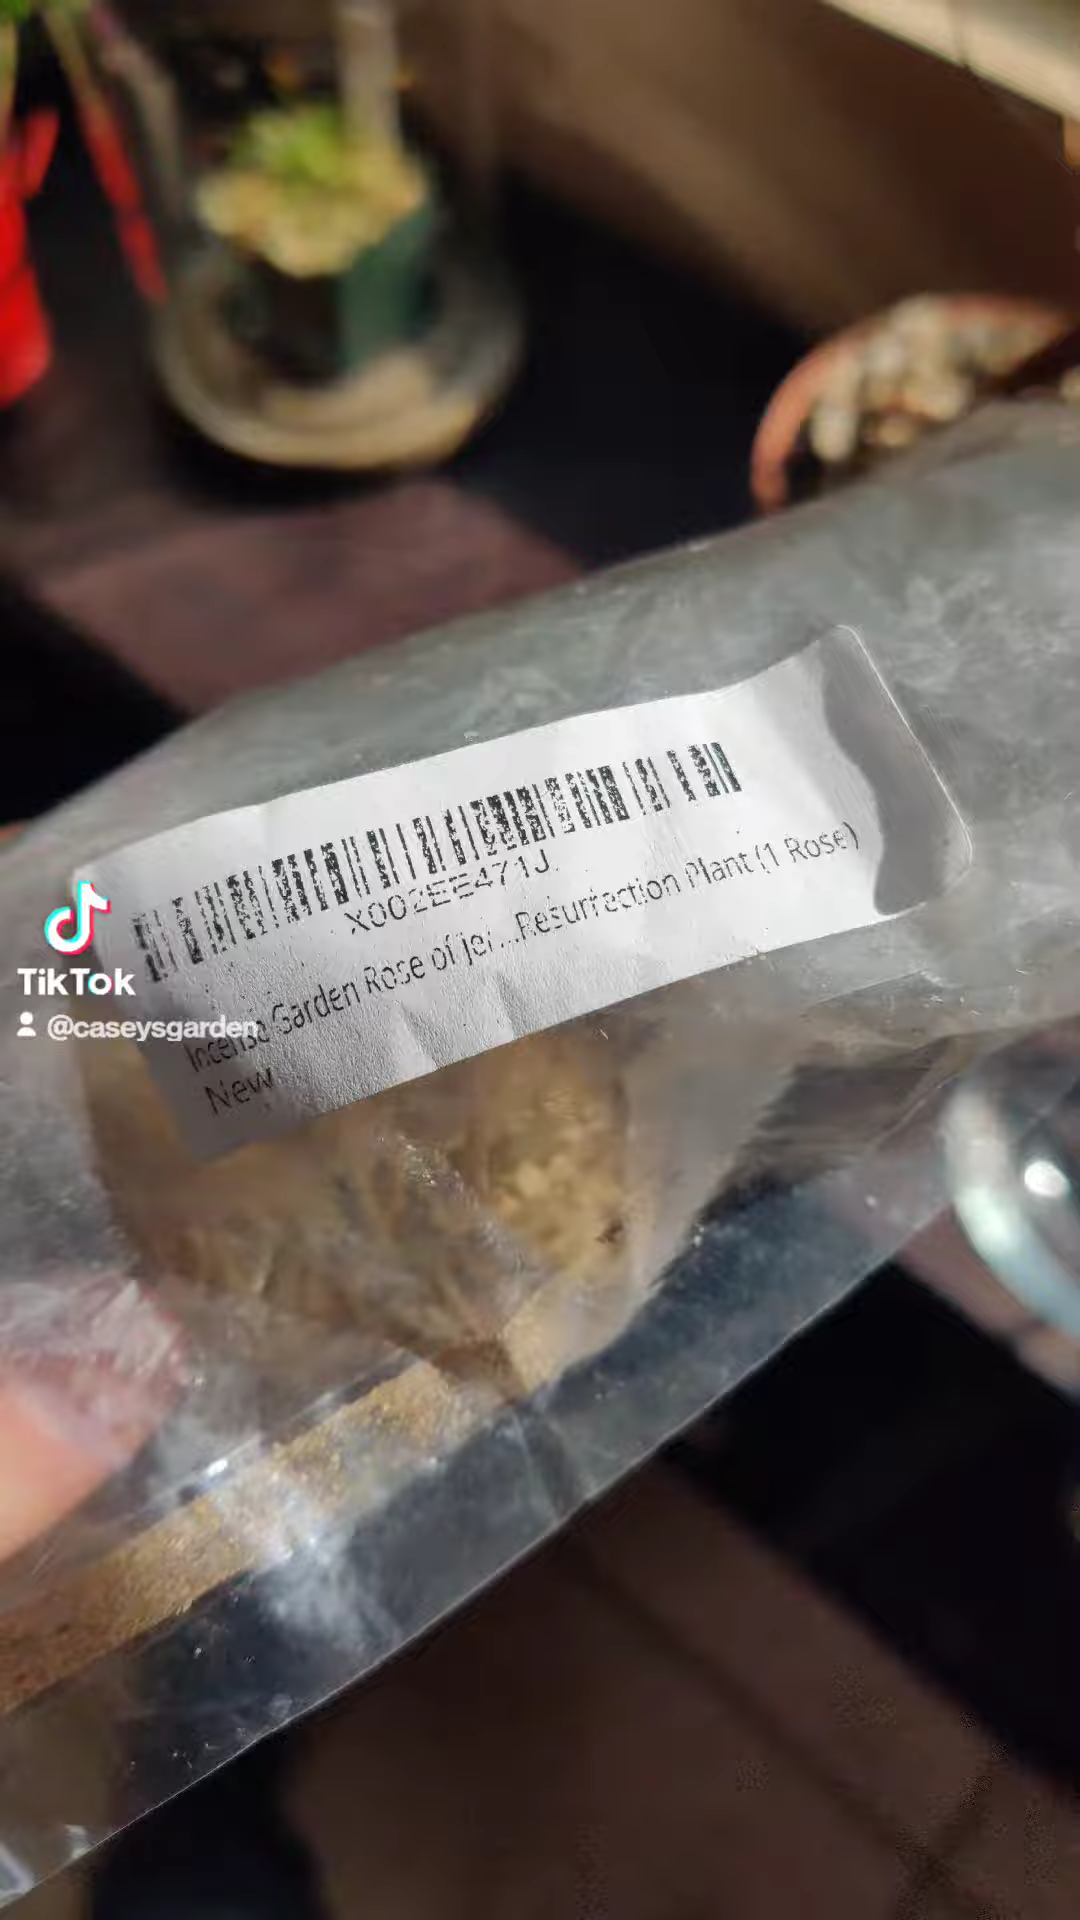 X002EE471J
Incense Garden Rose of Jer...Resurrection Plant (1 Rose)
New
TikTok
@caseysgarden